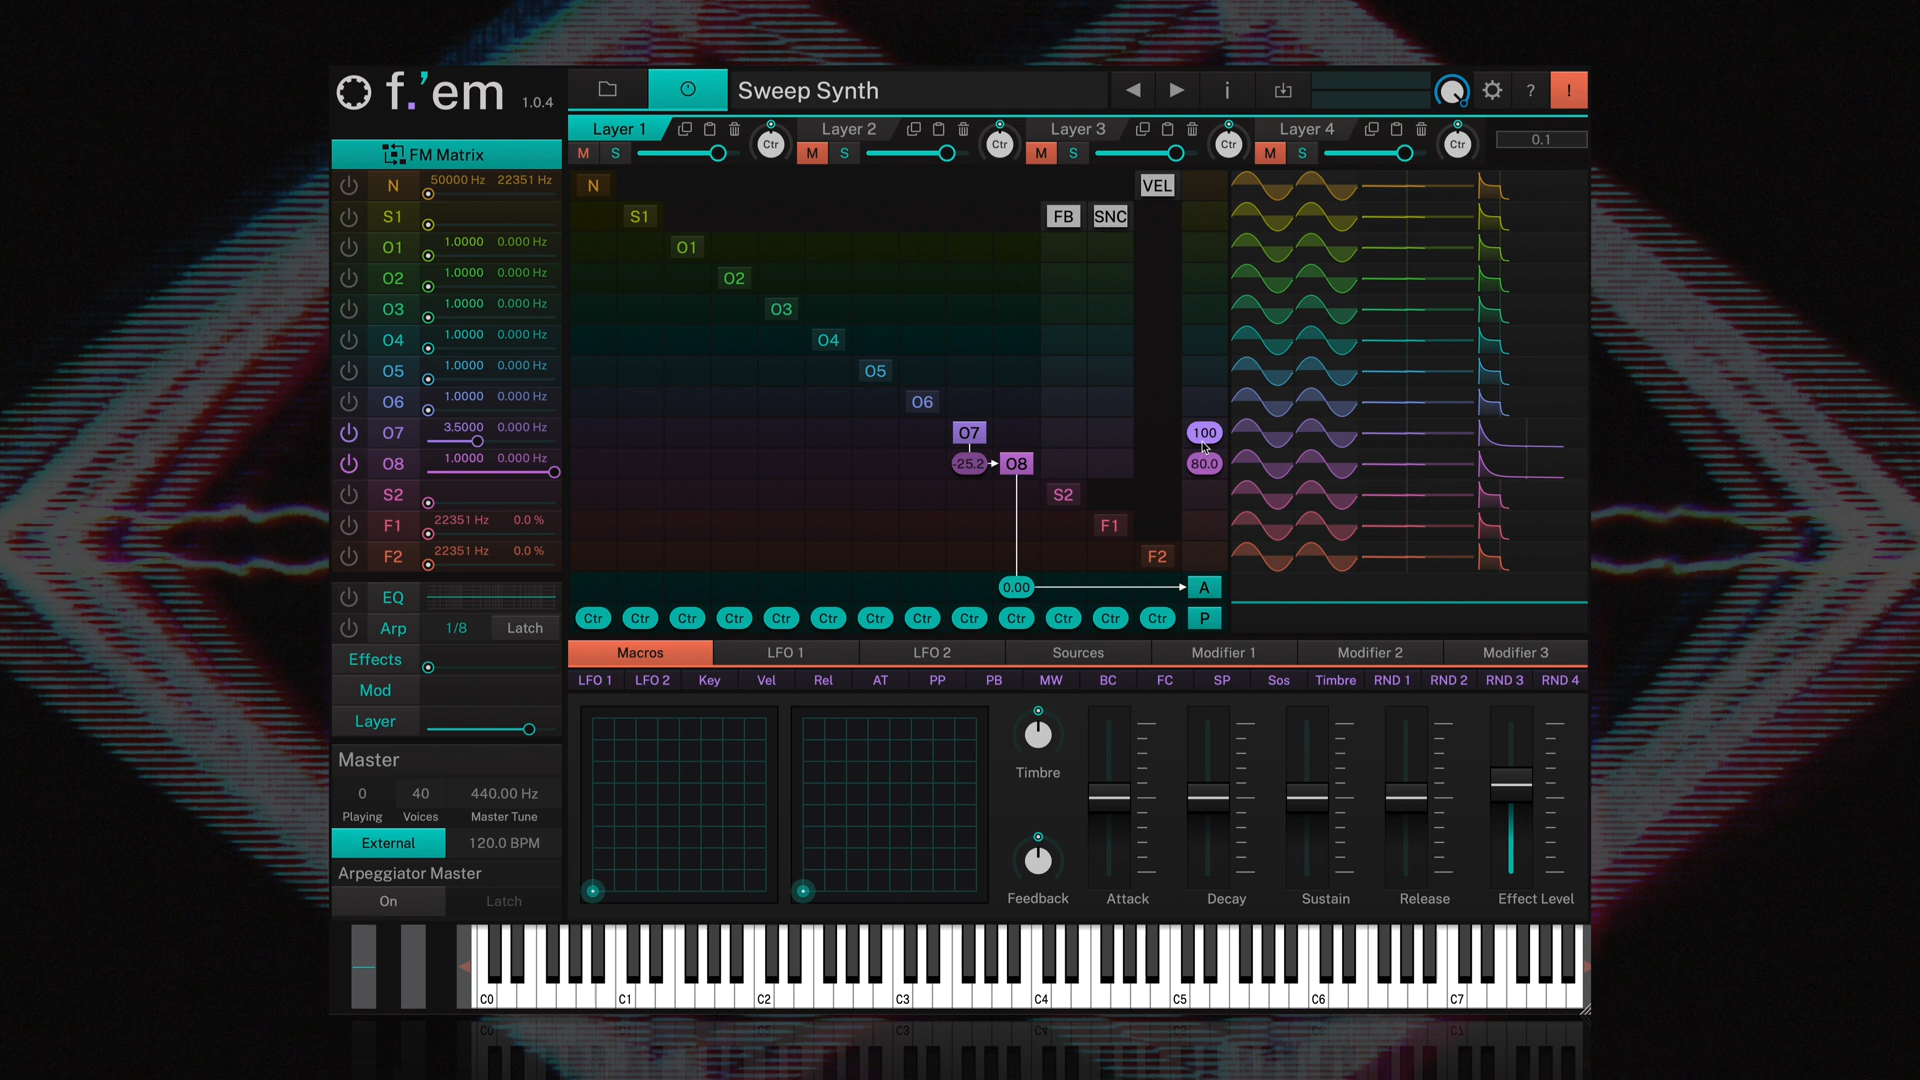 f.'em 1.0.4
Sweep Synth
i ? !
Layer 1 Layer 2 Layer 3 Layer 4
M S Ctr M S Ctr M S Ctr M S Ctr 0.1
FM Matrix
N 50000 Hz 22351 Hz N VEL
S1 S1 FB SNC
O1 1.0000 0.000 Hz O1
O2 1.0000 0.000 Hz O2
O3 1.0000 0.000 Hz O3
O4 1.0000 0.000 Hz O4
O5 1.0000 0.000 Hz O5
O6 1.0000 0.000 Hz O6
O7 3.5000 0.000 Hz O7 100
O8 1.0000 0.000 Hz -25.2 O8 80.0
S2 S2
F1 22351 Hz 0.0 % F1
F2 22351 Hz 0.0 % F2
EQ 0.00 A
Arp 1/8 Latch Ctr Ctr Ctr Ctr Ctr Ctr Ctr Ctr Ctr Ctr Ctr Ctr Ctr P
Effects
Mod
Layer
Macros LFO 1 LFO 2 Sources Modifier 1 Modifier 2 Modifier 3
LFO 1 LFO 2 Key Vel Rel AT PP PB MW BC FC SP Sos Timbre RND 1 RND 2 RND 3 RND 4
Master
0 40 440.00 Hz
Playing Voices Master Tune
External 120.0 BPM
Arpeggiator Master
On Latch
Timbre
Feedback Attack Decay Sustain Release Effect Level
C0 C1 C2 C3 C4 C5 C6 C7